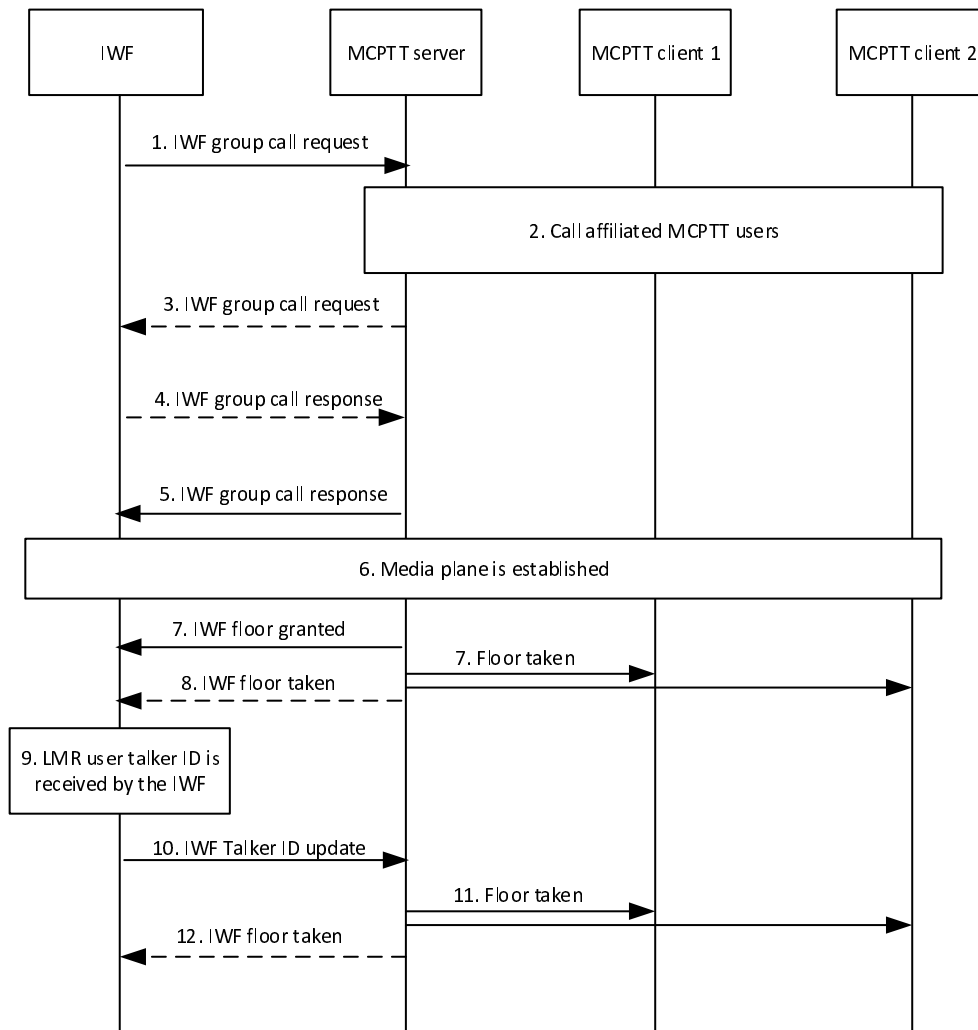 IWF
MCPTT server
MCPTT client 1
MCPTT client 2
1. IWF group call request
2. Call affiliated MCPTT users
3. IWF group call request
4. IWF group call response
5. IWF group call response
6. Media plane is established
7. IWF floor granted
7. Floor taken
8. IWF floor taken
9. LMR user talker ID is
received by the IWF
10. IWF Talker ID update
11. Floor taken
12. IWF floor taken